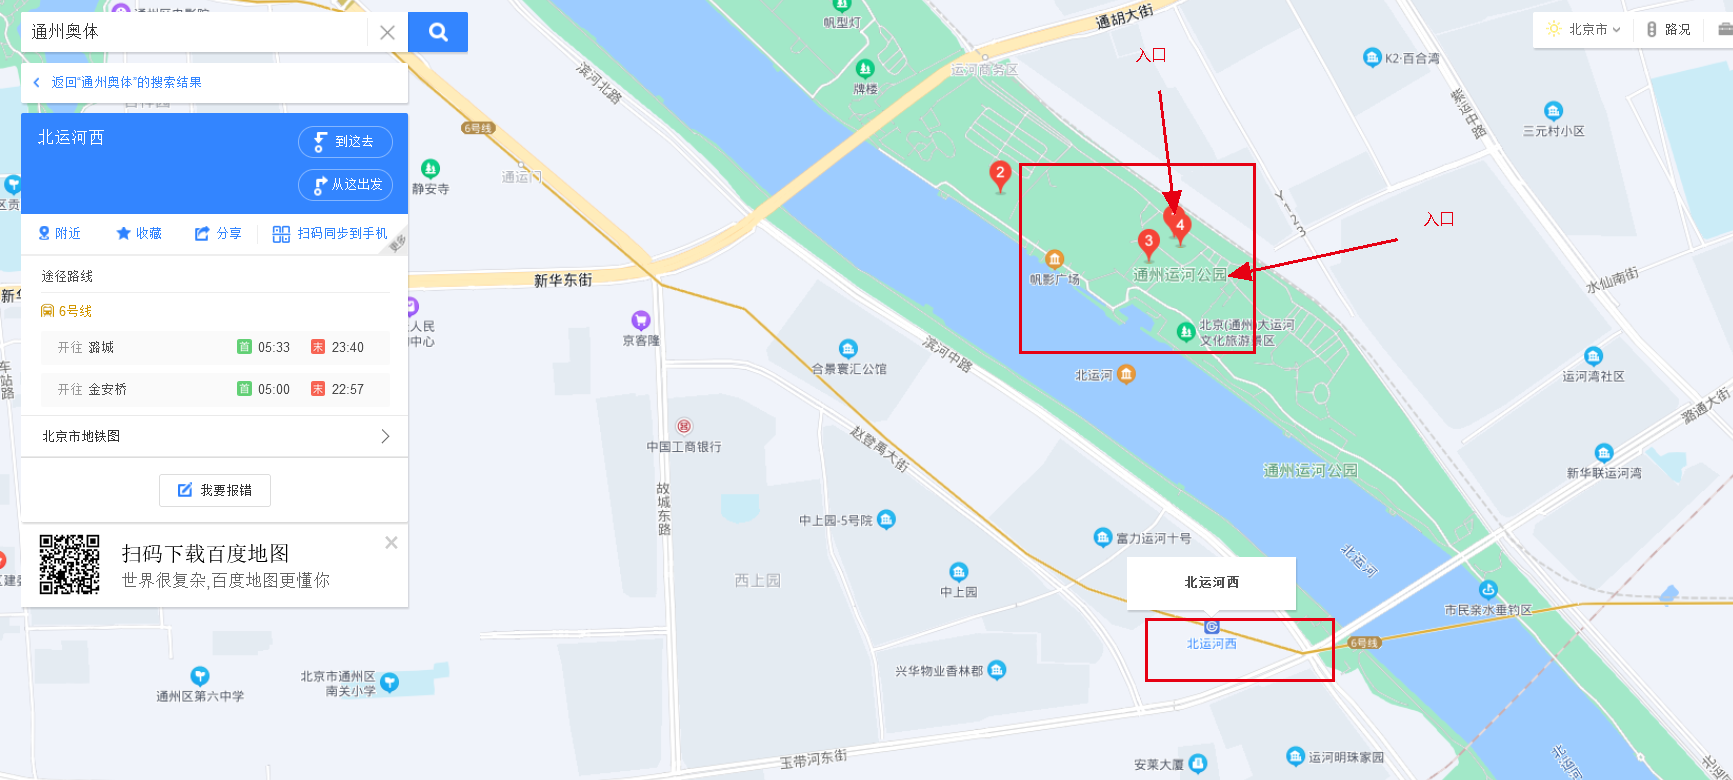 通州奥体
返回“通州奥体”的搜索结果
北运河西
到这去
从这出发
附近
收藏
分享
扫码同步到手机
更多
途径路线
6号线
开往 潞城
首 05:33
末 23:40
开往 金安桥
首 05:00
末 22:57
北京市地铁图
我要报错
扫码下载百度地图
世界很复杂,百度地图更懂你
北京市
路况
帆型灯
通胡大街
入口
K2·百合湾
滨河北路
牌楼
运河商务区
紫运中路
三元村小区
6号线
静安寺
通运门
2
4
3
Y123
入口
帆影广场
通州运河公园
水仙南街
新华东街
京客隆
北京(通州)大运河
文化旅游景区
滨河中路
合景寰汇公馆
北运河
运河湾社区
潞通大街
中国工商银行
赵登禹大街
通州运河公园
新华联运河湾
故城东路
中上园-5号院
富力运河十号
北运河
西上园
中上园
北运河西
市民亲水垂钓区
北运河西
6号线
兴华物业香林郡
通州区第六中学
北京市通州区
南关小学
玉带河东街
安莱大厦
运河明珠家园
北运河